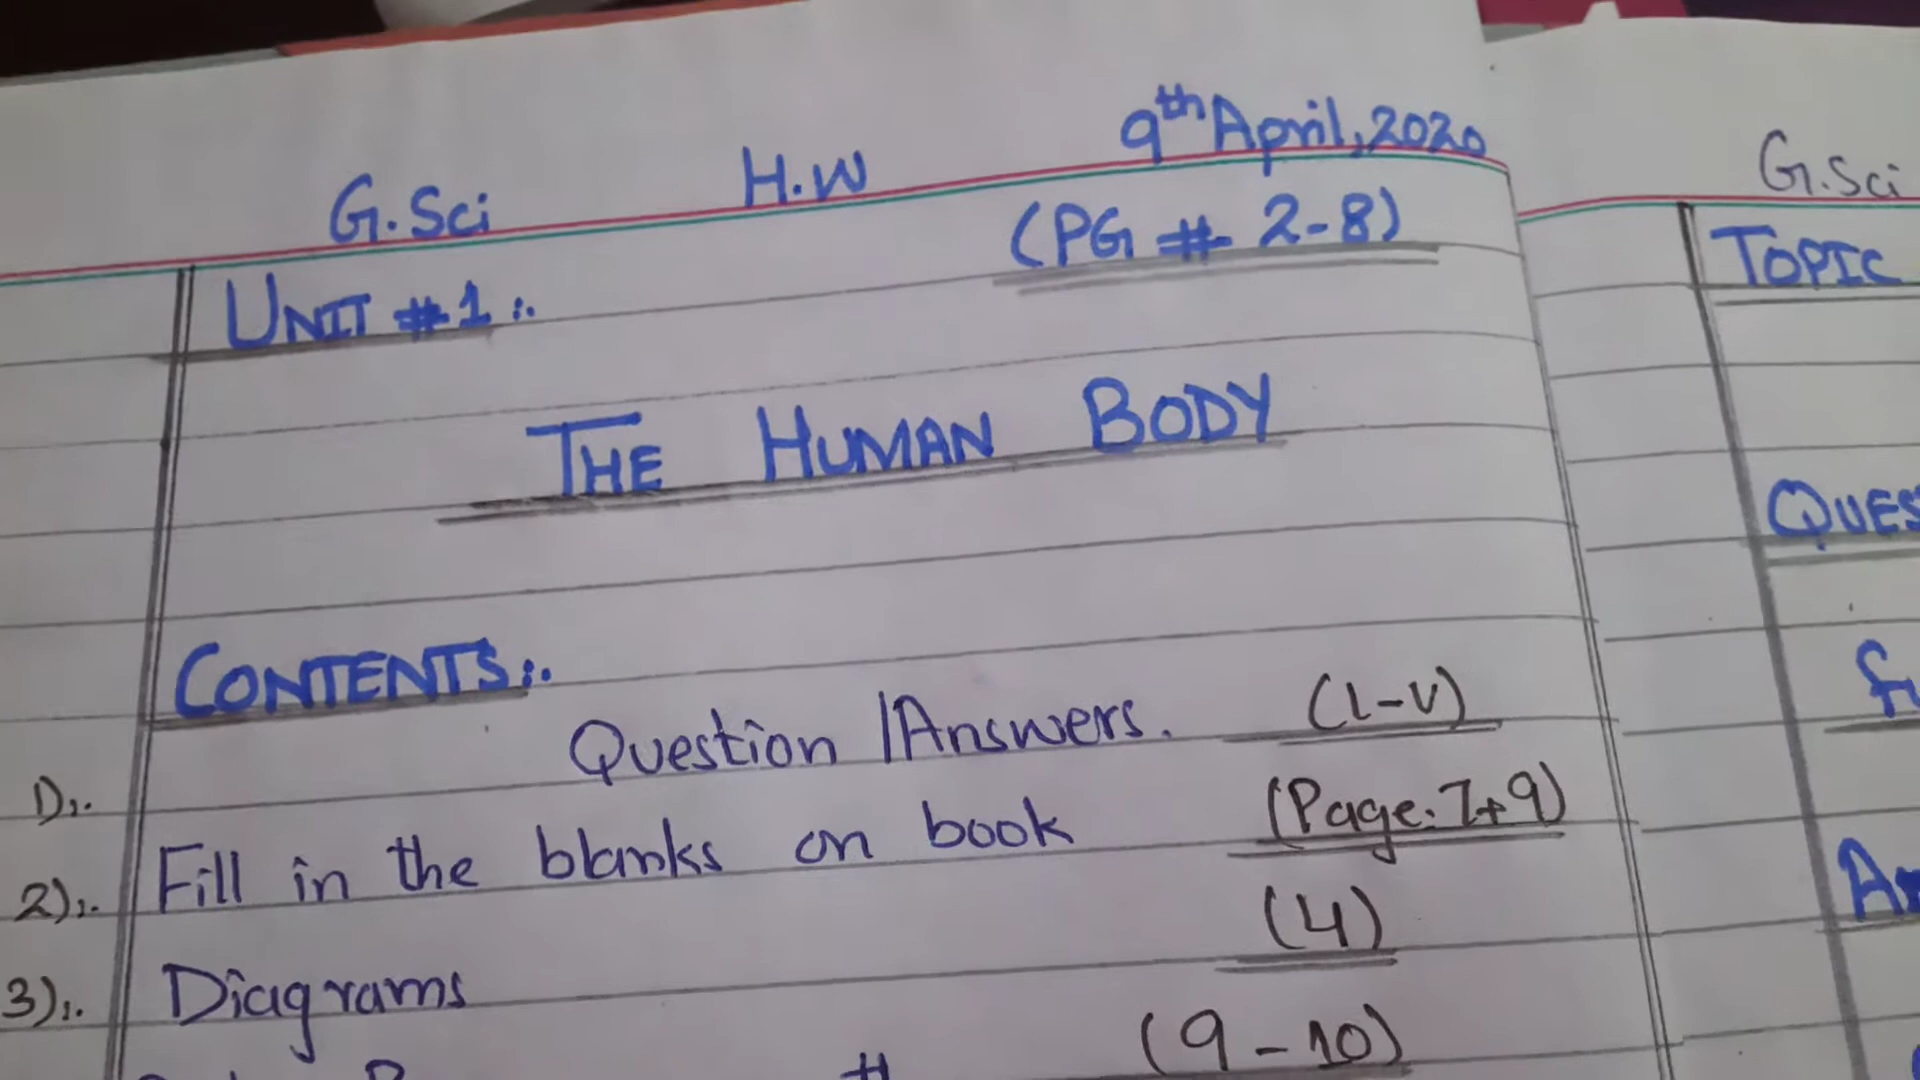 G.Sci H.W 9th April, 2020
UNIT #1:. (PG # 2-8)
THE HUMAN BODY
CONTENTS:.
1):. Question/Answers. (I-V)
2):. Fill in the blanks on book (Page:7+9)
3):. Diagrams (4)
(9-10)
G.Sci
TOPIC